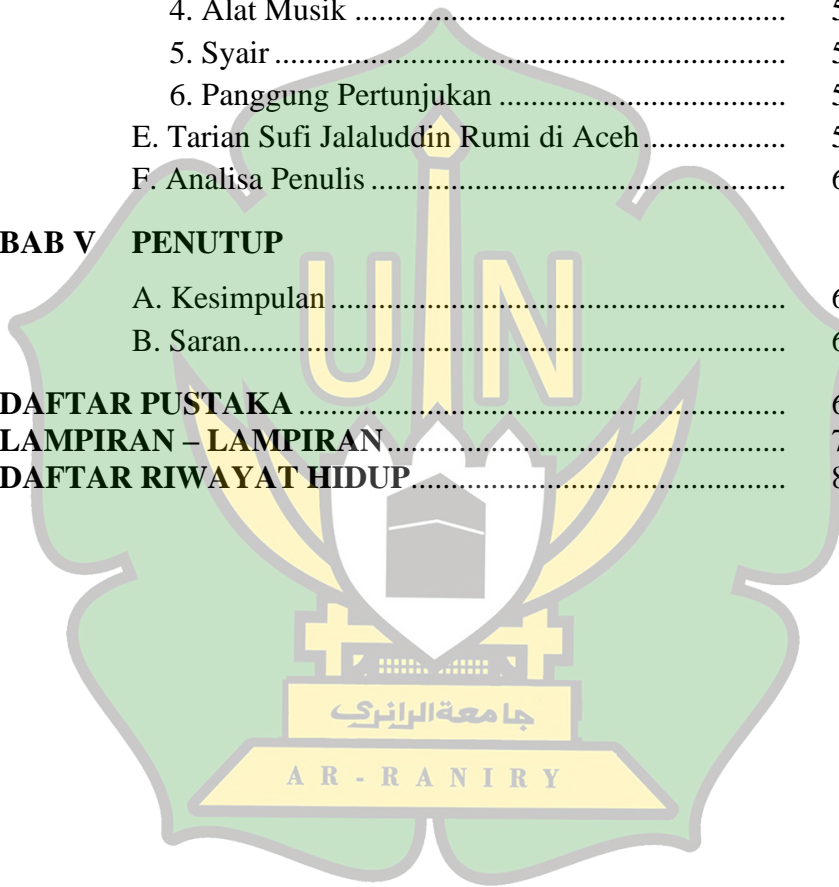 4. Alat Musik ...................................................... 5
5. Syair ................................................................. 5
6. Panggung Pertunjukan .................................... 5
E. Tarian Sufi Jalaluddin Rumi di Aceh .................. 5
F. Analisa Penulis .................................................... 6
BAB V PENUTUP
A. Kesimpulan ......................................................... 6
B. Saran.................................................................... 6
DAFTAR PUSTAKA ............................................................. 6
LAMPIRAN – LAMPIRAN .................................................. 7
DAFTAR RIWAYAT HIDUP............................................... 8
UIN
جامعةالرانري
AR-RANIRY